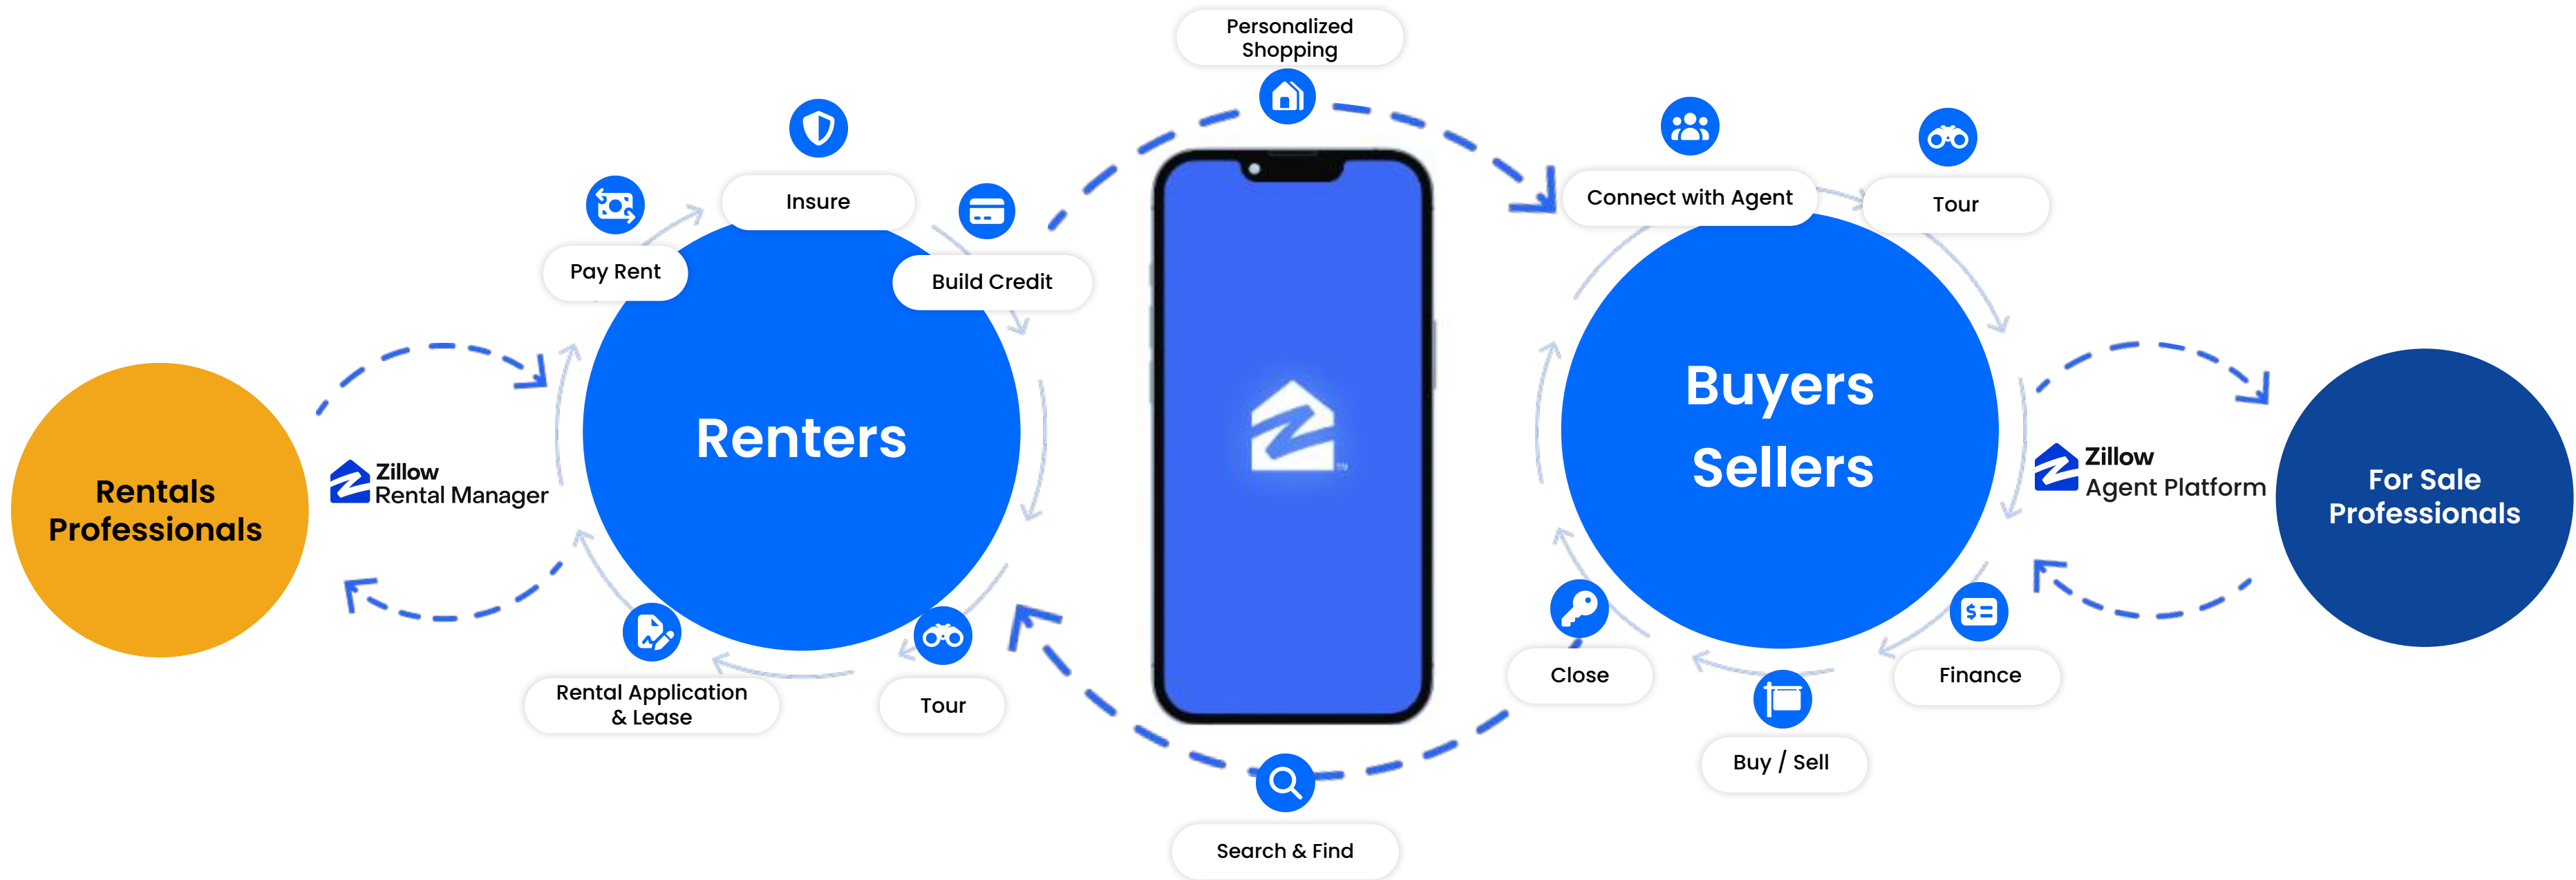 Personalized
Shopping
Insure
Connect with Agent
Tour
Pay Rent
Build Credit
Renters
Buyers
Sellers
Rentals
Professionals
Zillow
Rental Manager
TM
Zillow
Agent Platform
For Sale
Professionals
Rental Application
& Lease
Tour
Close
Finance
Buy / Sell
Search & Find